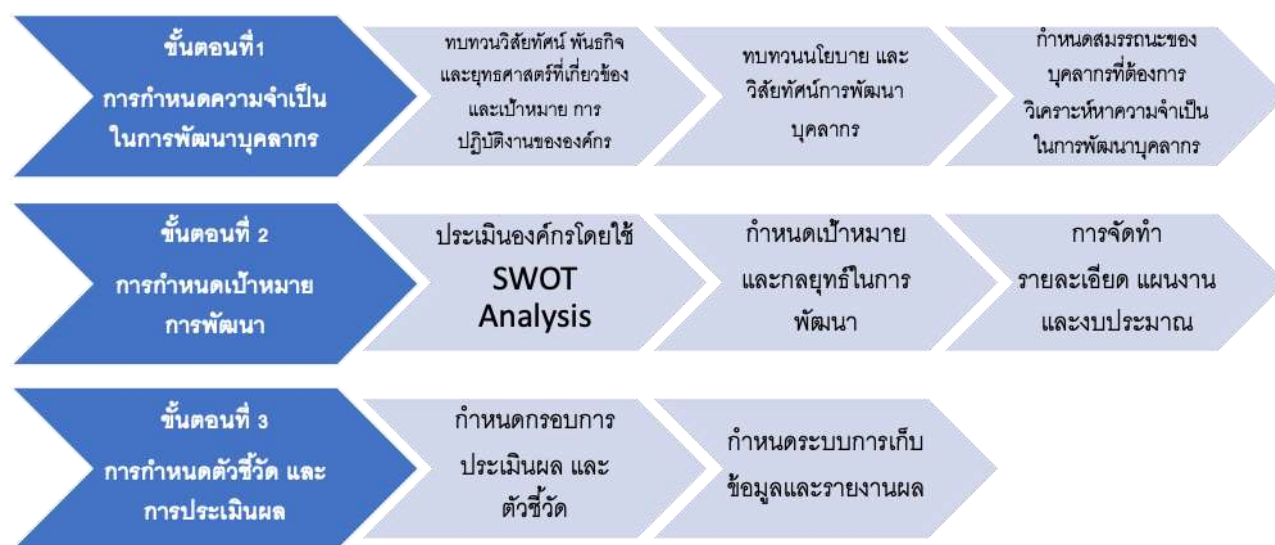 ขั้นตอนที่1
การกำหนดความจำเป็น
ในการพัฒนาบุคลากร
ทบทวนวิสัยทัศน์ พันธกิจ
และยุทธศาสตร์ที่เกี่ยวข้อง
และเป้าหมาย การ
ปฏิบัติงานขององค์กร
ทบทวนนโยบาย และ
วิสัยทัศน์การพัฒนา
บุคลากร
กำหนดสมรรถนะของ
บุคลากรที่ต้องการ
วิเคราะห์หาความจำเป็น
ในการพัฒนาบุคลากร
ขั้นตอนที่ 2
การกำหนดเป้าหมาย
การพัฒนา
ประเมินองค์กรโดยใช้
SWOT
Analysis
กำหนดเป้าหมาย
และกลยุทธ์ในการ
พัฒนา
การจัดทำ
รายละเอียด แผนงาน
และงบประมาณ
ขั้นตอนที่ 3
การกำหนดตัวชี้วัด และ
การประเมินผล
กำหนดกรอบการ
ประเมินผล และ
ตัวชี้วัด
กำหนดระบบการเก็บ
ข้อมูลและรายงานผล